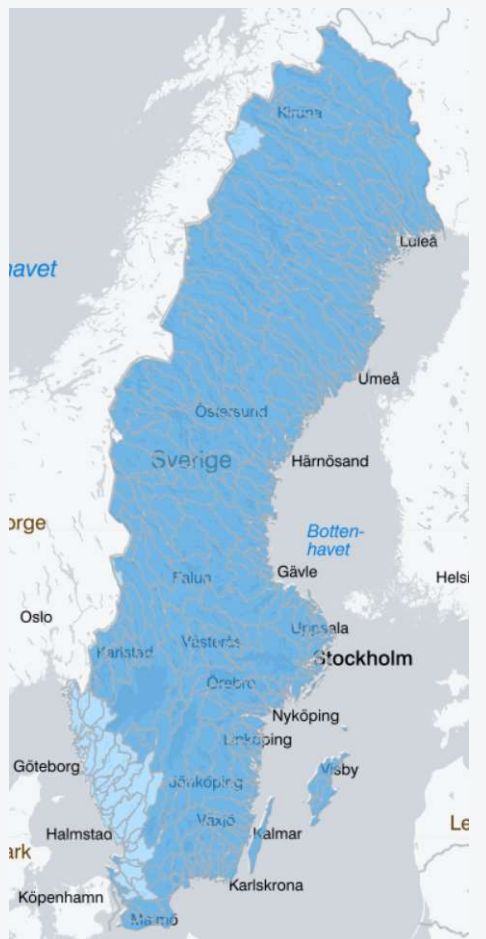 Kiruna
Luleå
navet
Umeå
Östersund
Sverige
Härnösand
orge
Botten-
havet
Falun
Gävle
Helsi
Oslo
Uppsala
Karlstad
Västerås
Stockholm
Örebro
Nyköping
Linköping
Göteborg
Visby
Jönköping
Växjö
Halmstad
Kalmar
Le
ark
Karlskrona
Köpenhamn
Malmö